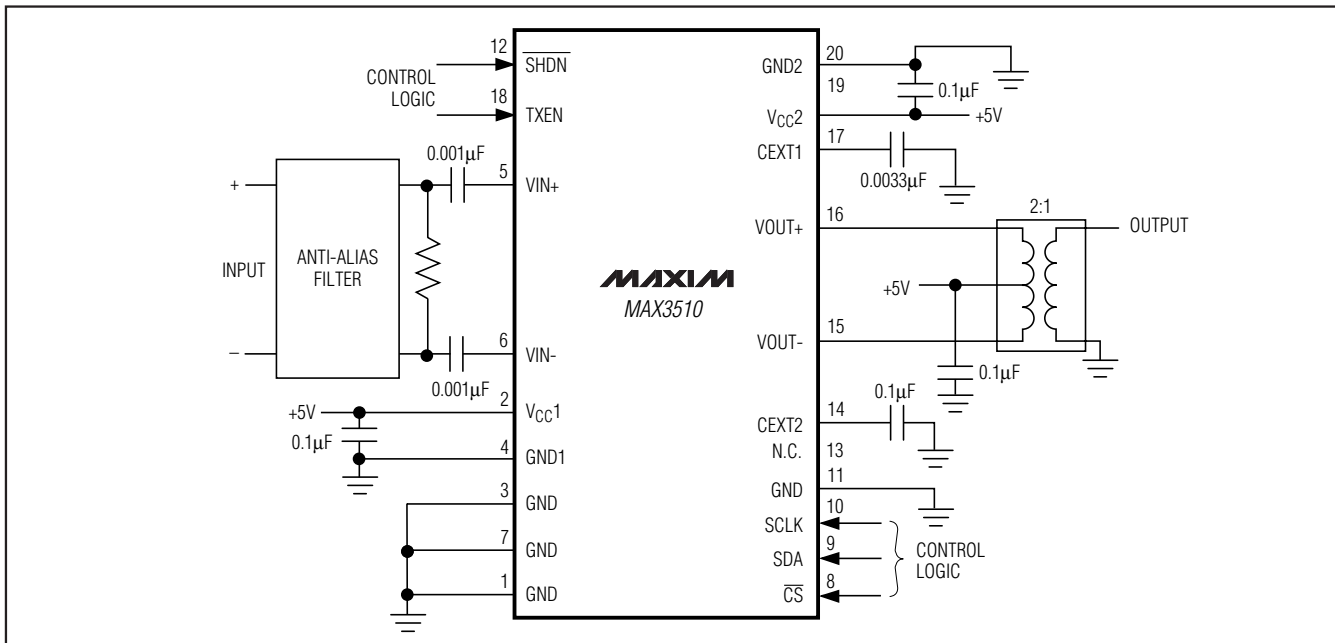 12
SHDN
CONTROL
LOGIC
18
TXEN
0.001µF
5
VIN+
+
INPUT
ANTI-ALIAS
FILTER
−
6
VIN-
0.001µF
+5V
2
VCC1
0.1µF
4
GND1
3
GND
7
GND
1
GND
MAXIM
MAX3510
20
GND2
0.1µF
19
VCC2
+5V
17
CEXT1
0.0033µF
16
VOUT+
2:1
OUTPUT
+5V
15
VOUT-
0.1µF
0.1µF
14
CEXT2
N.C.
13
11
GND
10
SCLK
9
SDA
CONTROL
LOGIC
8
CS